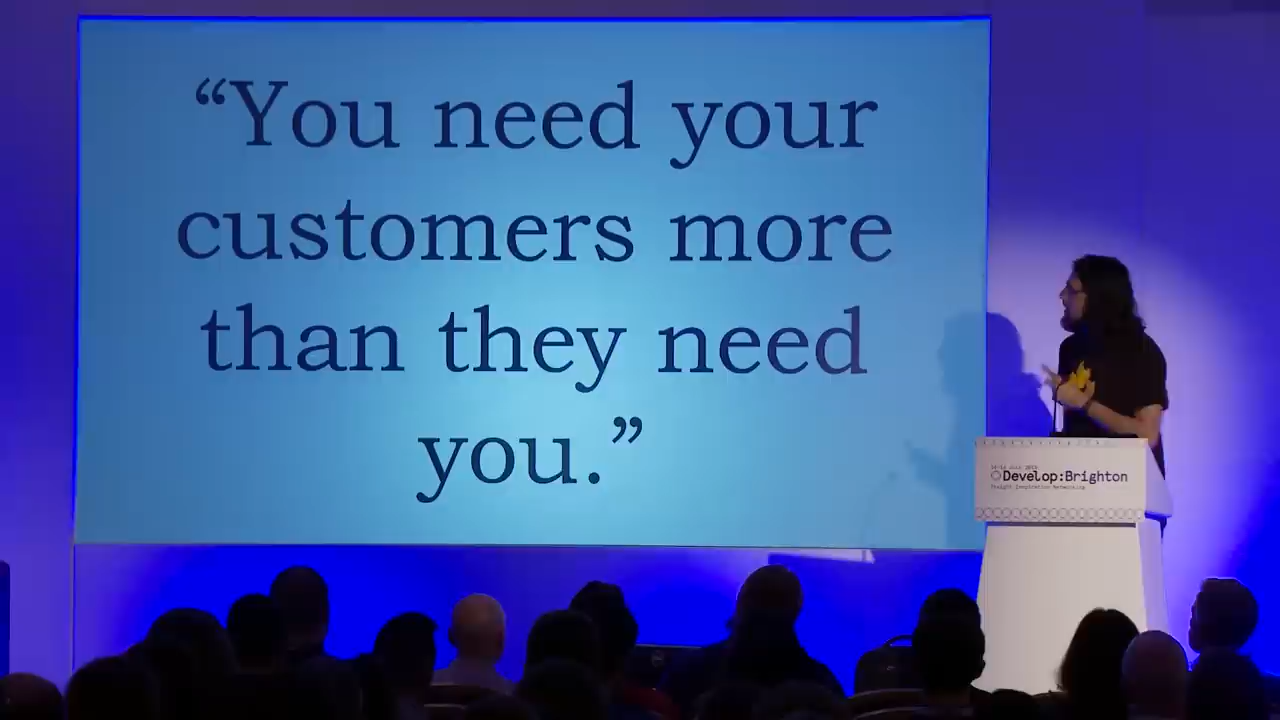 “You need your
customers more
than they need
you.”
Develop:Brighton